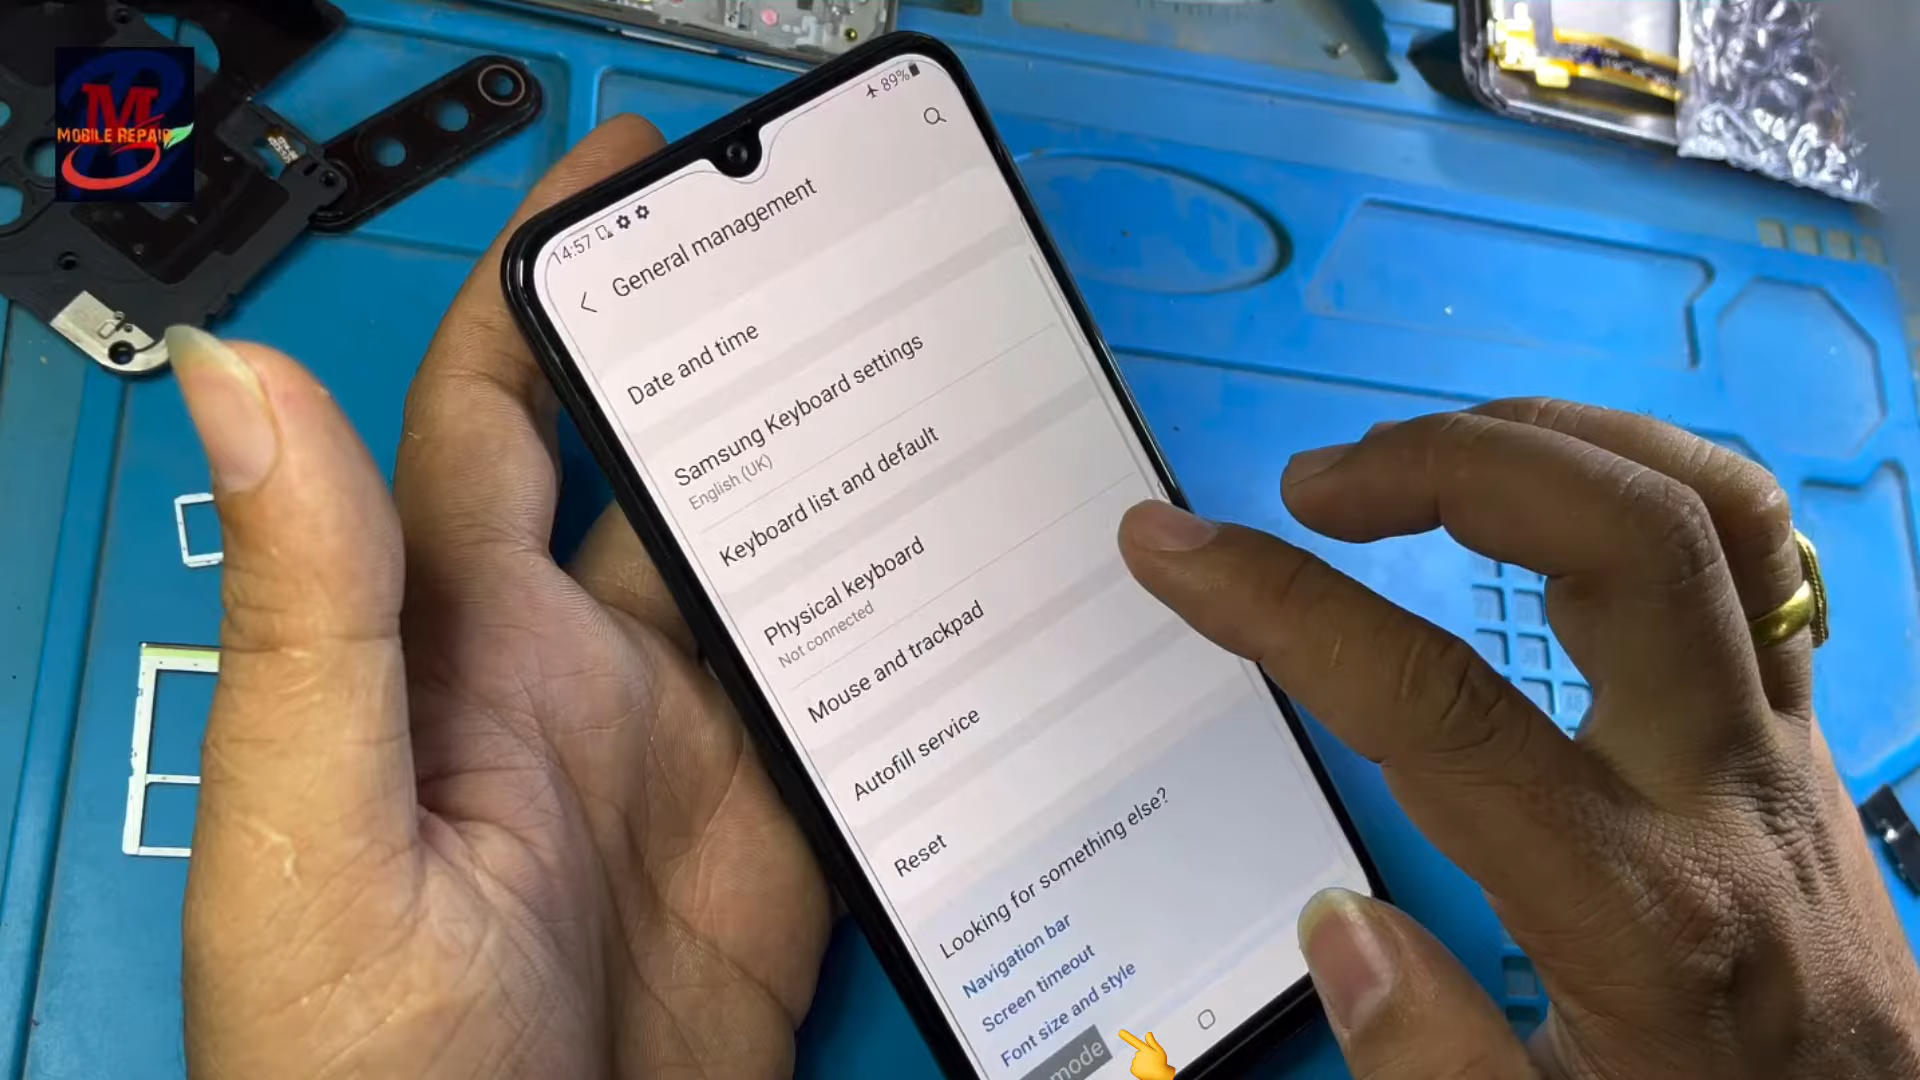 M
MOBILE REPAIR
14:57
89%
General management
Date and time
Samsung Keyboard settings
English (UK)
Keyboard list and default
Physical keyboard
Not connected
Mouse and trackpad
Autofill service
Reset
Looking for something else?
Navigation bar
Screen timeout
Font size and style
mode